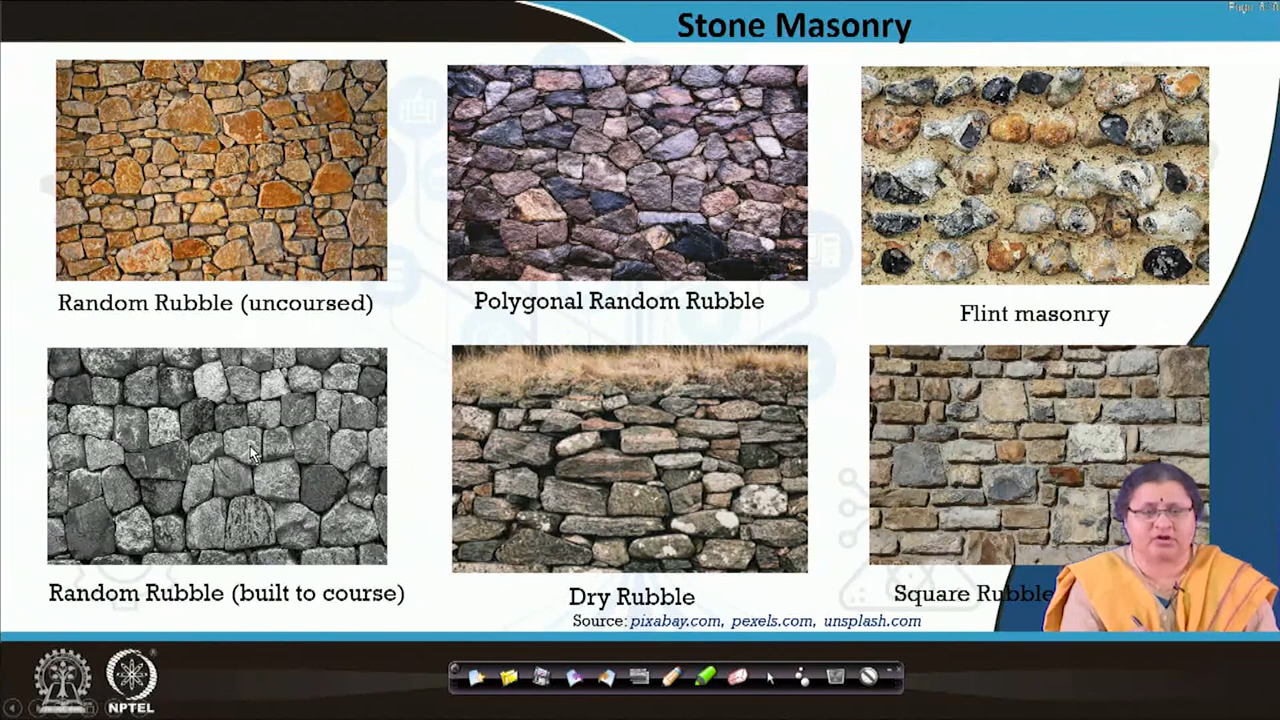 Stone Masonry
Random Rubble (uncoursed)
Polygonal Random Rubble
Flint masonry
Random Rubble (built to course)
Dry Rubble
Square Rubble
Source: pixabay.com, pexels.com, unsplash.com
NPTEL